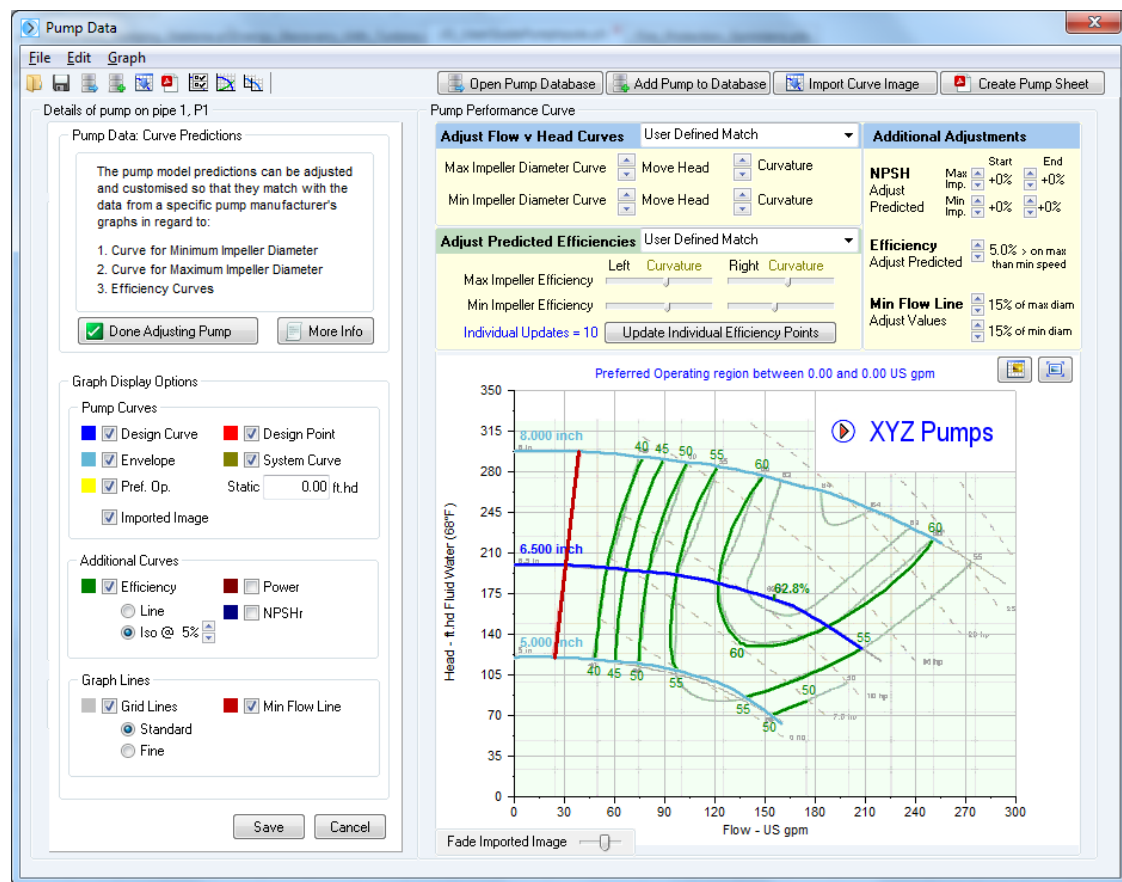 Pump Data
File Edit Graph
Open Pump Database Add Pump to Database Import Curve Image Create Pump Sheet
Details of pump on pipe 1, P1
Pump Data: Curve Predictions
The pump model predictions can be adjusted
and customised so that they match with the
data from a specific pump manufacturer's
graphs in regard to:
1. Curve for Minimum Impeller Diameter
2. Curve for Maximum Impeller Diameter
3. Efficiency Curves
Done Adjusting Pump More Info
Graph Display Options
Pump Curves
Design Curve Design Point
Envelope System Curve
Pref. Op. Static 0.00 ft.hd
Imported Image
Additional Curves
Efficiency Power
Line NPSHr
Iso @ 5%
Graph Lines
Grid Lines Min Flow Line
Standard
Fine
Save Cancel
Pump Performance Curve
Adjust Flow v Head Curves User Defined Match
Max Impeller Diameter Curve Move Head Curvature
Min Impeller Diameter Curve Move Head Curvature
Adjust Predicted Efficiencies User Defined Match
Left Curvature Right Curvature
Max Impeller Efficiency
Min Impeller Efficiency
Individual Updates = 10 Update Individual Efficiency Points
Additional Adjustments
Start End
NPSH Max Imp. +0% +0%
Adjust
Predicted Min Imp. +0% +0%
Efficiency 5.0% > on max
Adjust Predicted than min speed
Min Flow Line 15% of max diam
Adjust Values 15% of min diam
Preferred Operating region between 0.00 and 0.00 US gpm
XYZ Pumps
Head - ft.hd Fluid Water (68°F)
350
315
280
245
210
175
140
105
70
35
0
8.000 inch
8 in
40 45 50 55 60
60
6.500 inch
62.8%
60
55
5.000 inch
5 in
40 45 50 55
55 50
50
0 30 60 90 120 150 180 210 240 270 300
Flow - US gpm
Fade Imported Image